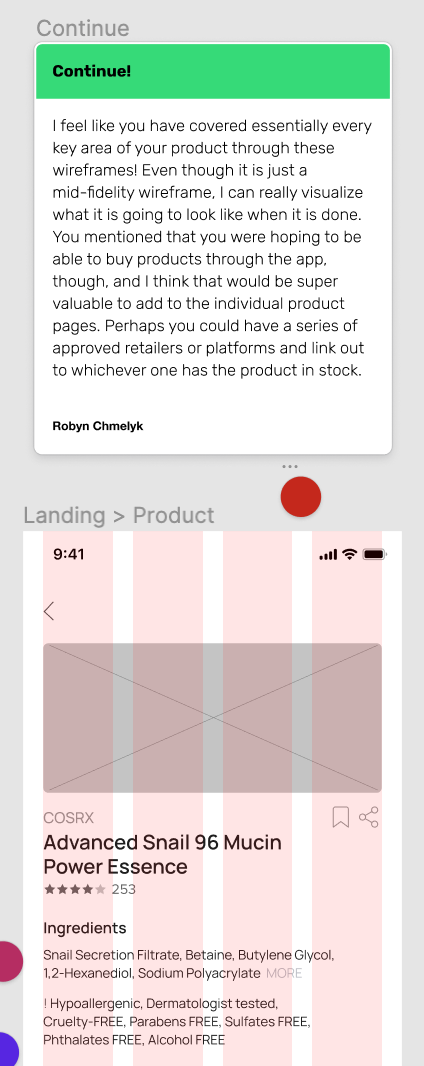 Continue
Continue!
I feel like you have covered essentially every
key area of your product through these
wireframes! Even though it is just a
mid-fidelity wireframe, I can really visualize
what it is going to look like when it is done.
You mentioned that you were hoping to be
able to buy products through the app,
though, and I think that would be super
valuable to add to the individual product
pages. Perhaps you could have a series of
approved retailers or platforms and link out
to whichever one has the product in stock.
Robyn Chmelyk
...
Landing > Product
9:41
COSRX
Advanced Snail 96 Mucin
Power Essence
253
Ingredients
Snail Secretion Filtrate, Betaine, Butylene Glycol,
1,2-Hexanediol, Sodium Polyacrylate MORE
! Hypoallergenic, Dermatologist tested,
Cruelty-FREE, Parabens FREE, Sulfates FREE,
Phthalates FREE, Alcohol FREE